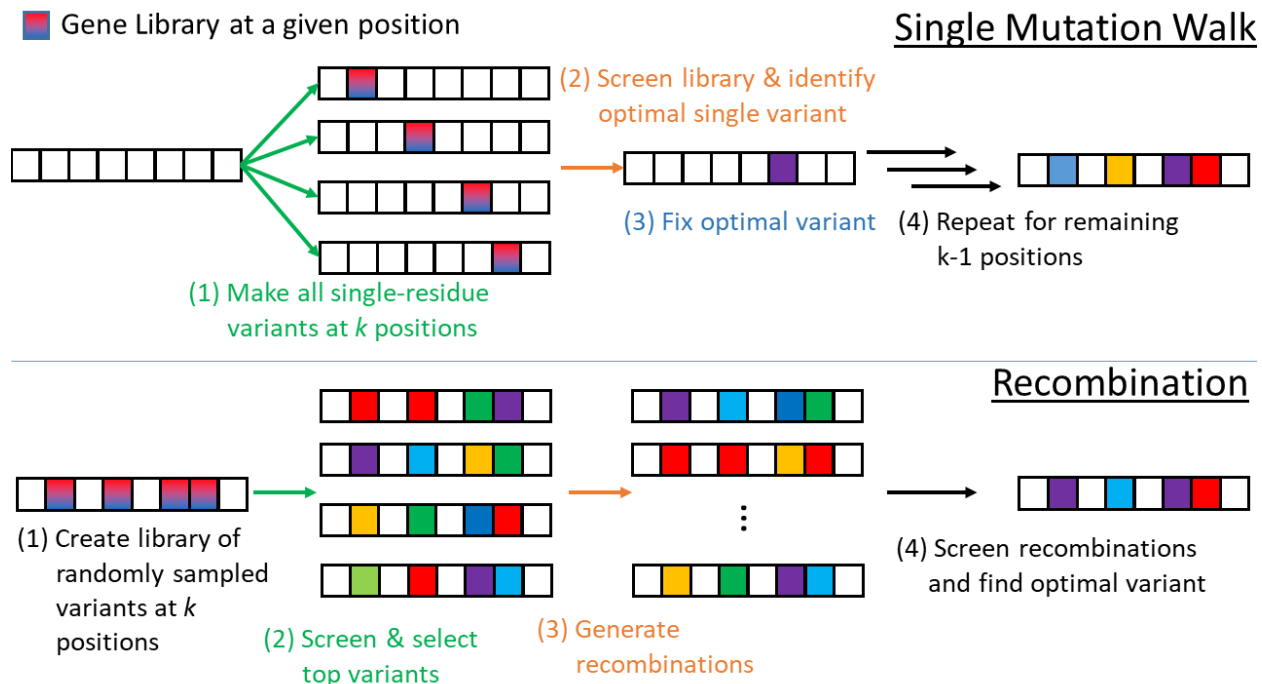 Gene Library at a given position
Single Mutation Walk
(2) Screen library & identify
optimal single variant
(3) Fix optimal variant
(4) Repeat for remaining
k-1 positions
(1) Make all single-residue
variants at k positions
Recombination
(1) Create library of
randomly sampled
variants at k
positions
(2) Screen & select
top variants
(3) Generate
recombinations
(4) Screen recombinations
and find optimal variant